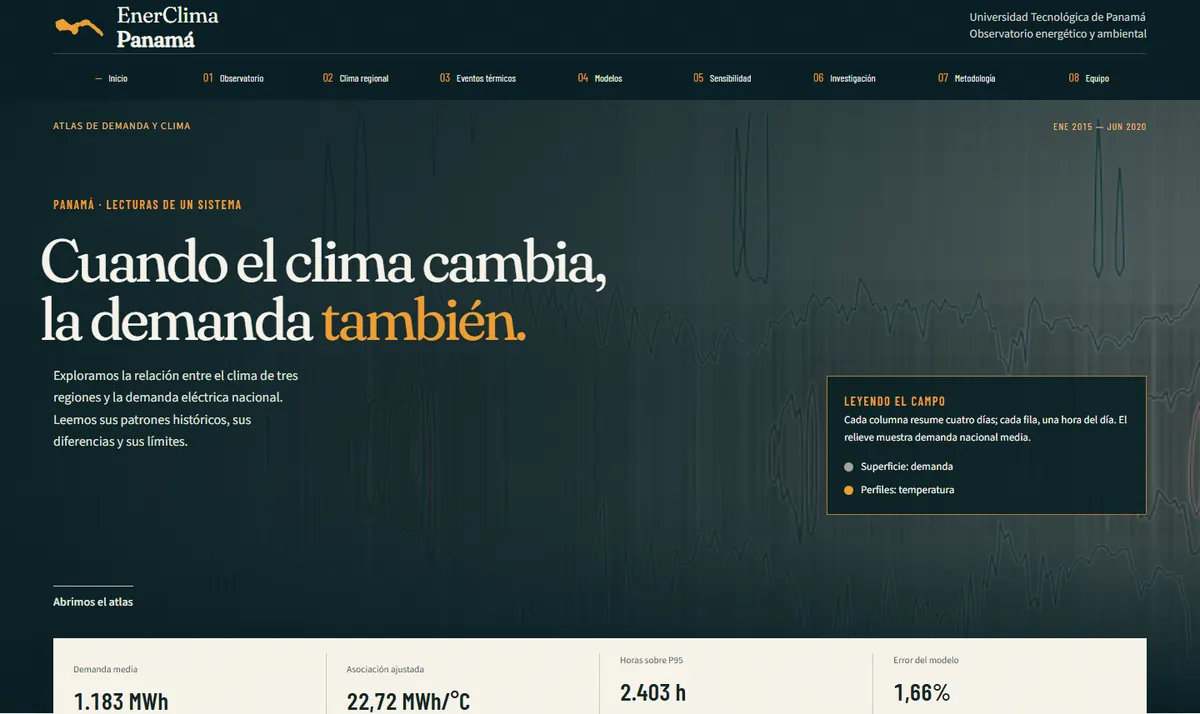 EnerClima
Panamá
Universidad Tecnológica de Panamá
Observatorio energético y ambiental
— Inicio
01 Observatorio
02 Clima regional
03 Eventos térmicos
04 Modelos
05 Sensibilidad
06 Investigación
07 Metodología
08 Equipo
ATLAS DE DEMANDA Y CLIMA
ENE 2015 — JUN 2020
PANAMÁ · LECTURAS DE UN SISTEMA
Cuando el clima cambia,
la demanda también.
Exploramos la relación entre el clima de tres
regiones y la demanda eléctrica nacional.
Leemos sus patrones históricos, sus
diferencias y sus límites.
LEYENDO EL CAMPO
Cada columna resume cuatro días; cada fila, una hora del día. El
relieve muestra demanda nacional media.
Superficie: demanda
Perfiles: temperatura
Abrimos el atlas
Demanda media
1.183 MWh
Asociación ajustada
22,72 MWh/°C
Horas sobre P95
2.403 h
Error del modelo
1,66%